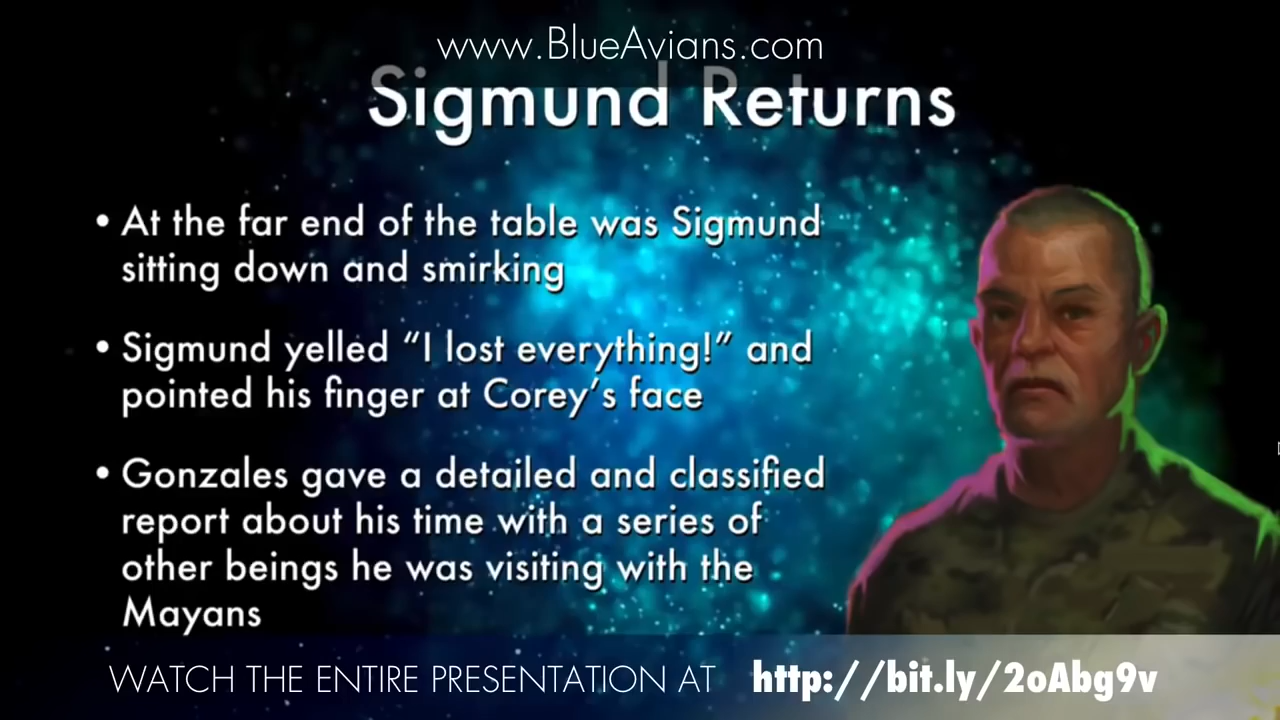 www.BlueAvians.com
Sigmund Returns
• At the far end of the table was Sigmund
sitting down and smirking
• Sigmund yelled “I lost everything!” and
pointed his finger at Corey’s face
• Gonzales gave a detailed and classified
report about his time with a series of
other beings he was visiting with the
Mayans
WATCH THE ENTIRE PRESENTATION AT http://bit.ly/2oAbg9v